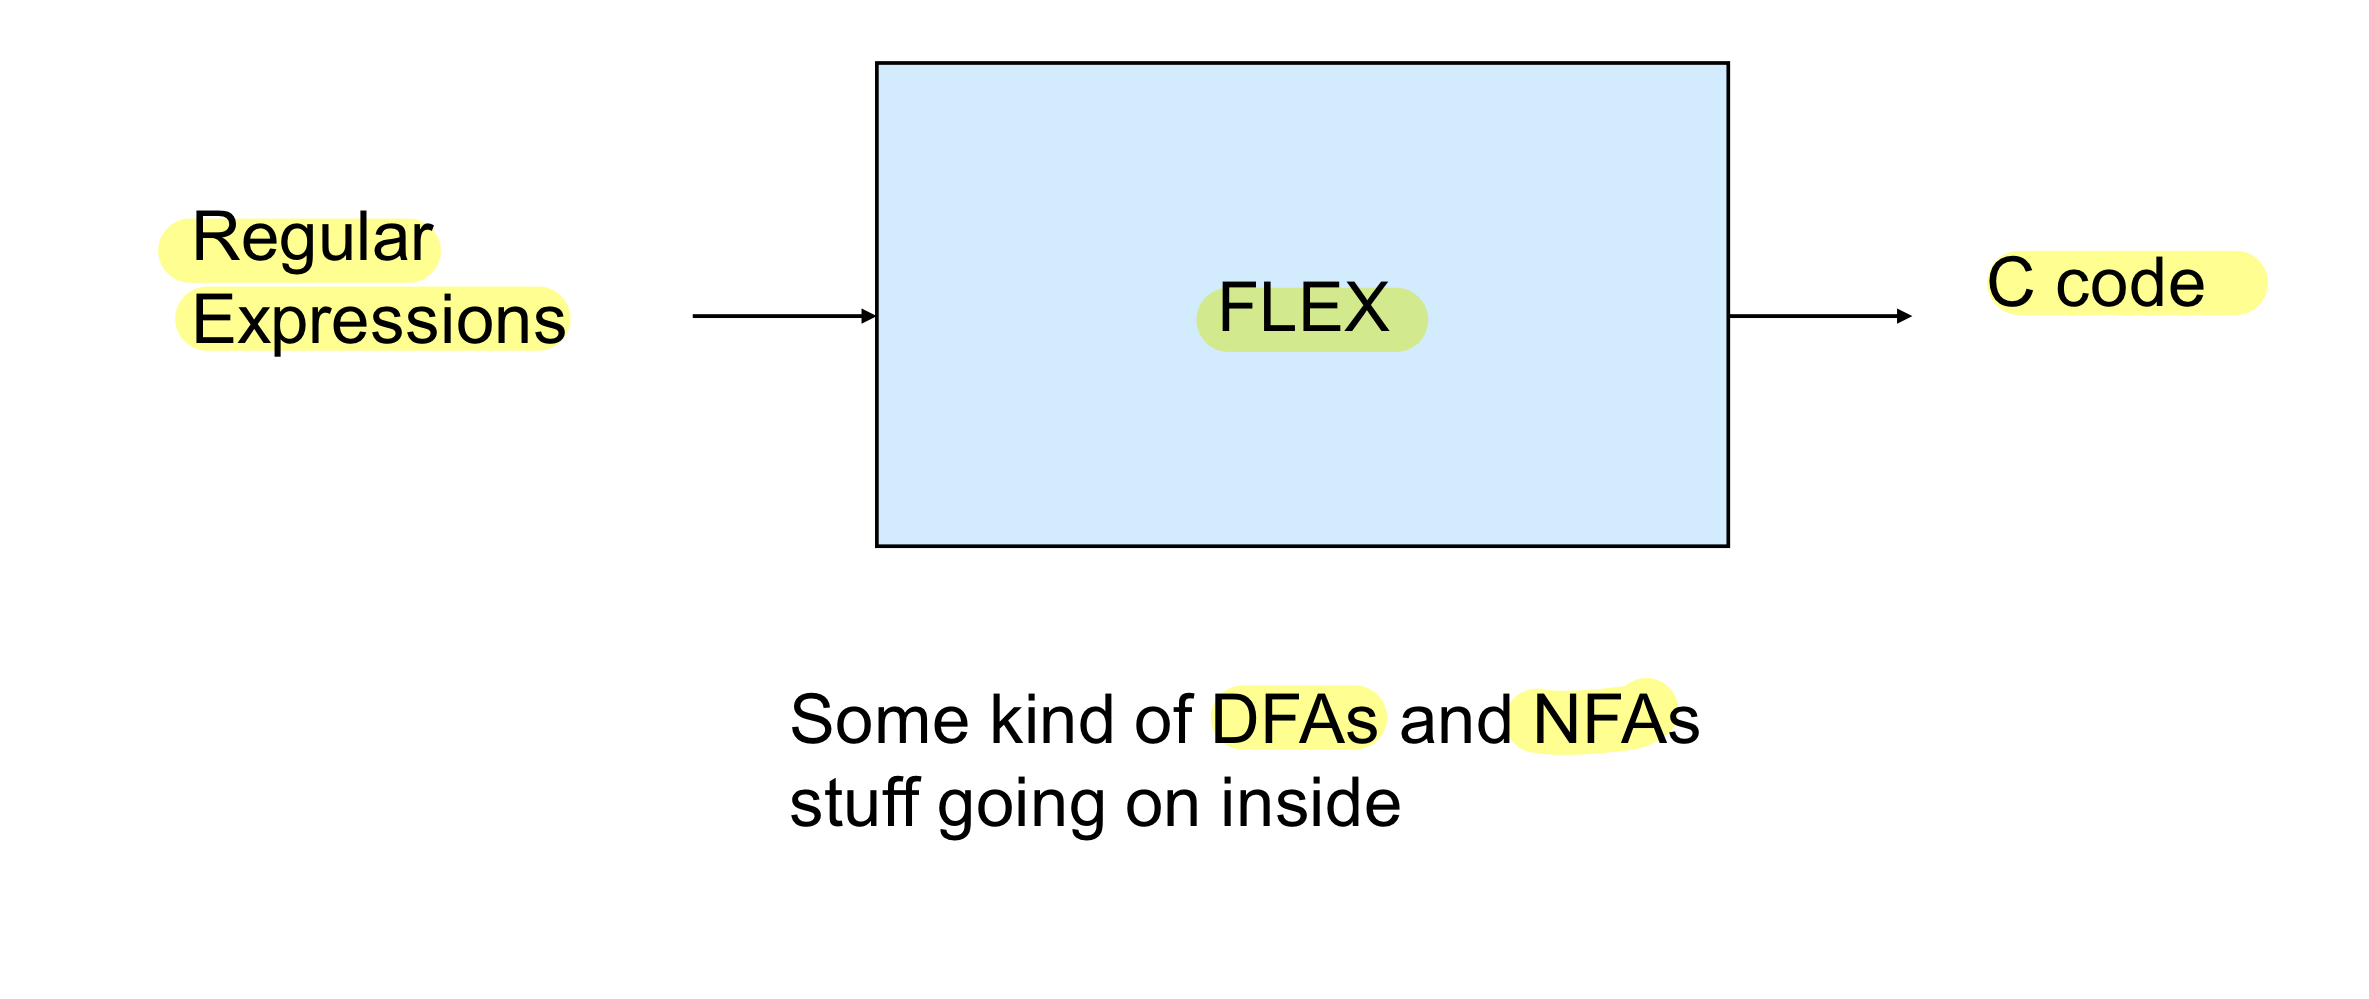 Regular
Expressions
FLEX
C code
Some kind of DFAs and NFAs
stuff going on inside